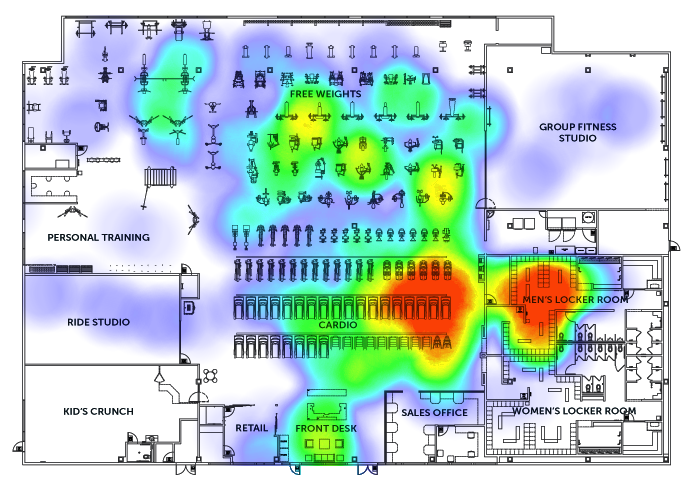 FREE WEIGHTS
GROUP FITNESS
STUDIO
PERSONAL TRAINING
MEN'S LOCKER ROOM
RIDE STUDIO
CARDIO
KID'S CRUNCH
SALES OFFICE
WOMEN'S LOCKER ROOM
RETAIL
FRONT DESK